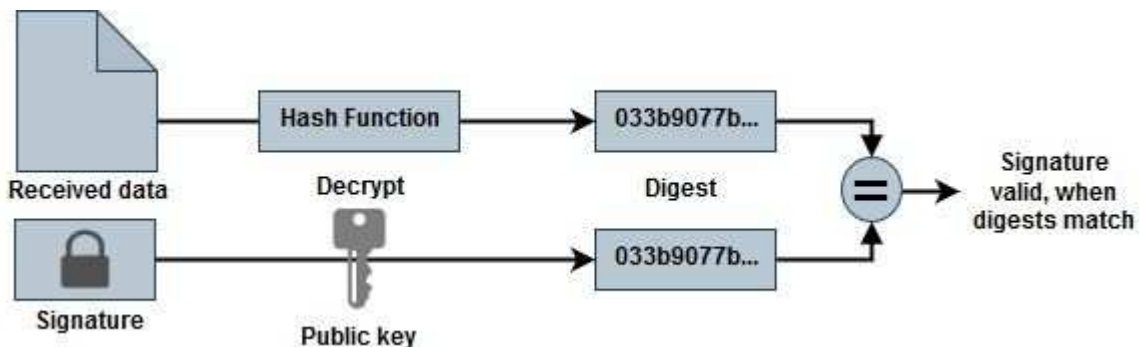 Hash Function
033b9077b...
Received data
Decrypt
Digest
=
Signature
valid, when
digests match
033b9077b...
Signature
Public key